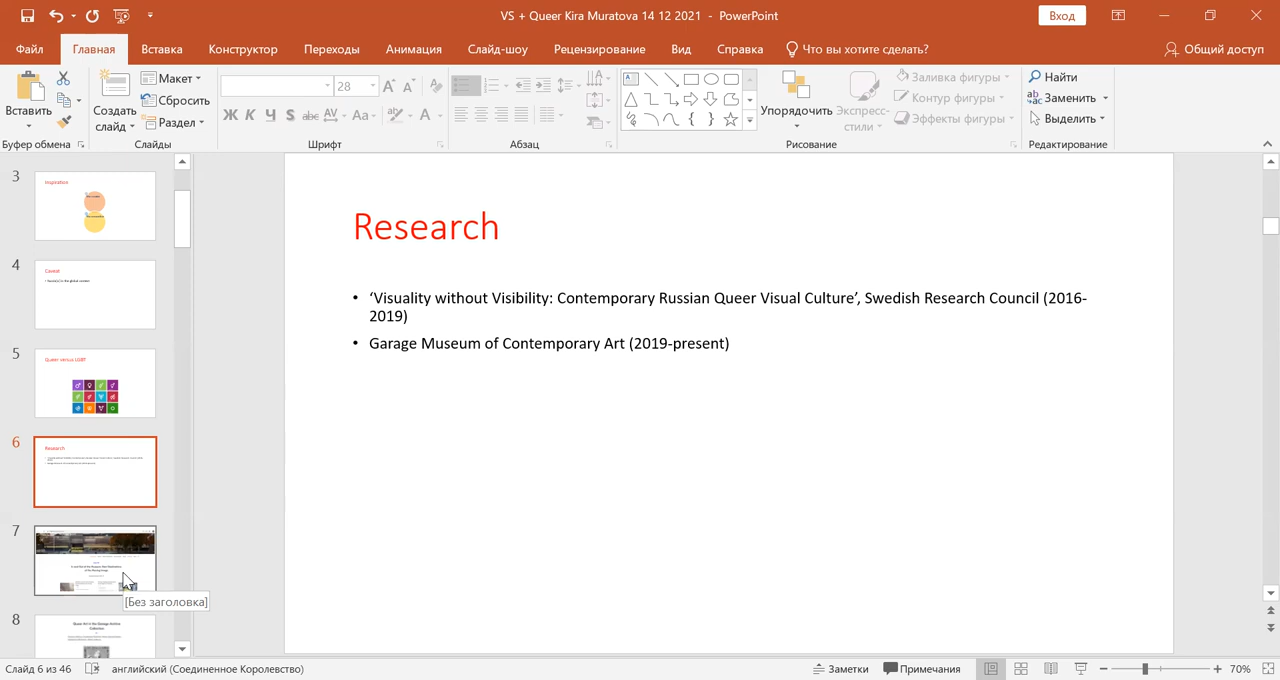 VS + Queer Kira Muratova 14 12 2021 - PowerPoint
Вход
Файл Главная Вставка Конструктор Переходы Анимация Слайд-шоу Рецензирование Вид Справка Что вы хотите сделать? Общий доступ
Вставить
Создать слайд
Макет
Сбросить
Раздел
28
Ж К Ч S abc AV Aa A
Упорядочить
Экспресс-стили
Заливка фигуры
Контур фигуры
Эффекты фигуры
Найти
Заменить
Выделить
Буфер обмена Слайды Шрифт Абзац Рисование Редактирование
3
Inspirations
4
Caveat
5
Queer versus LGBT
6
Research
7
[Без заголовка]
8
Queer Art in the Garage Archive
Collection
Research
• ‘Visuality without Visibility: Contemporary Russian Queer Visual Culture’, Swedish Research Council (2016-
2019)
• Garage Museum of Contemporary Art (2019-present)
Слайд 6 из 46 английский (Соединенное Королевство) Заметки Примечания 70%